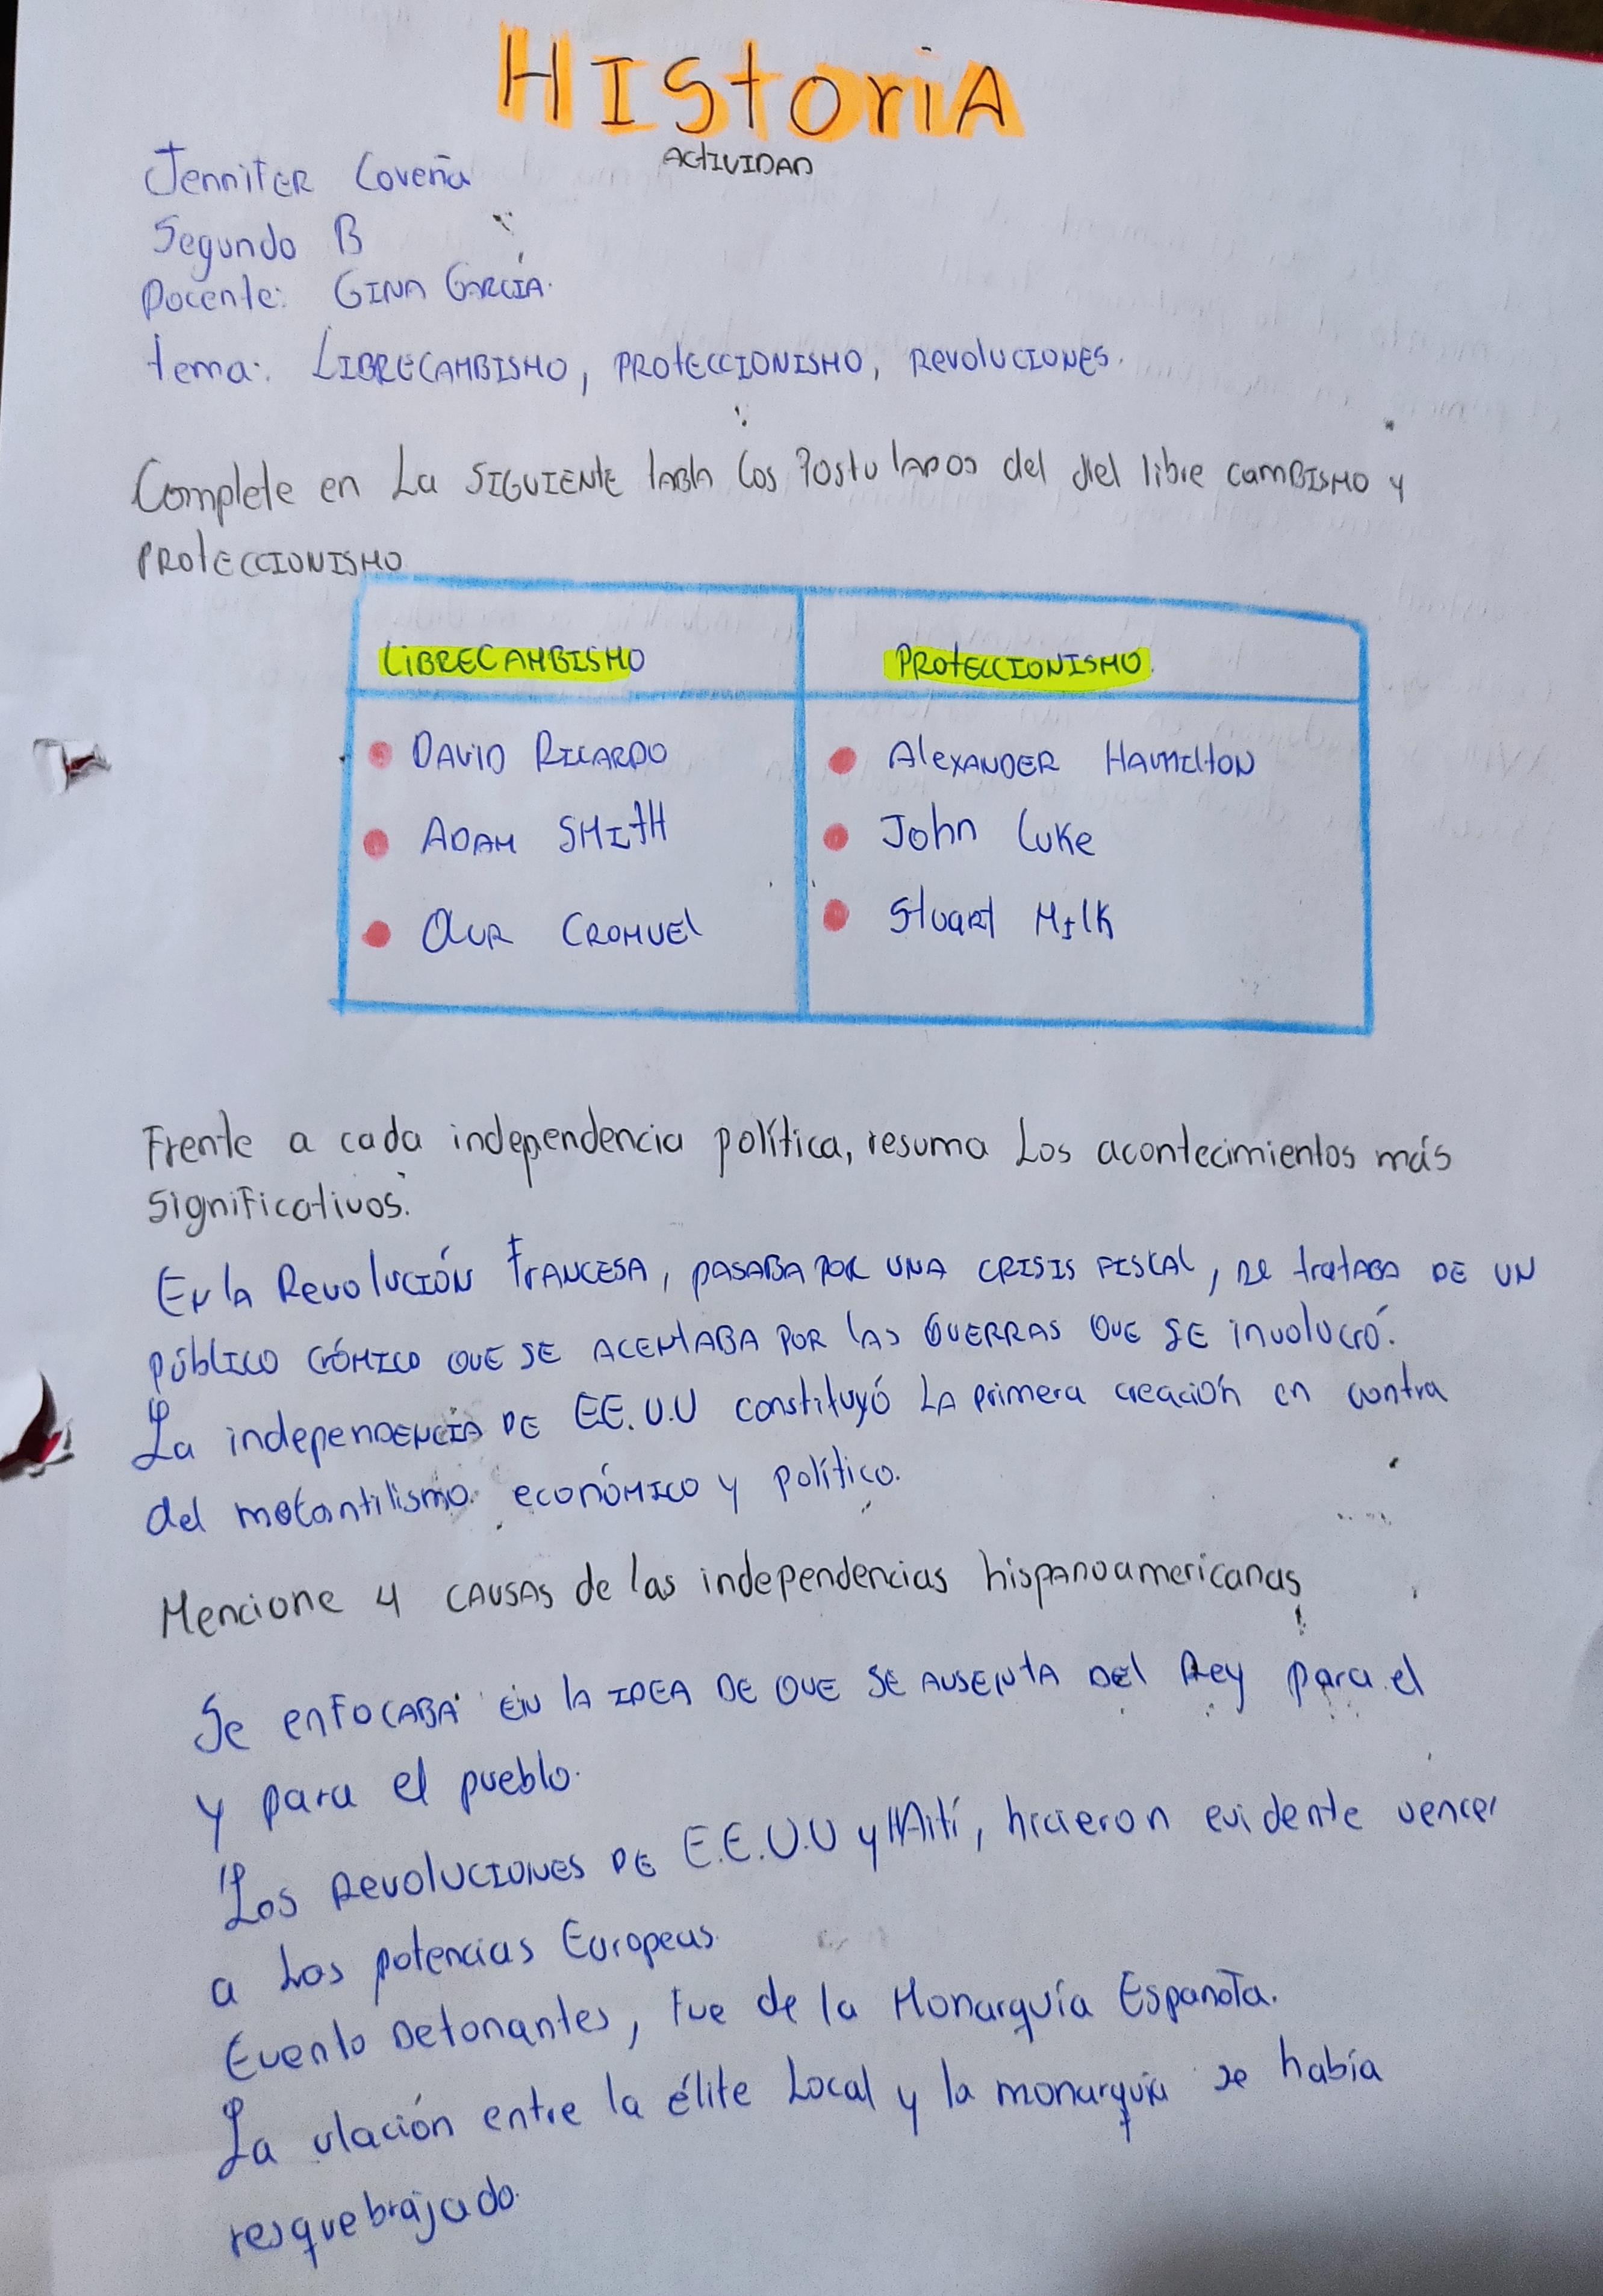 HIStoriA
ACtIVIDAD
JenniFER Coveña
Segundo B
Docente: GINA GARCÍA.
tema: LIBRECAMBISMO, PROtECCIONISMO, REVoluCIONES.
Complete en La SIGUIENtE tABlA los PostulADOS del del libre camBISMO y
PROtECCIONISMO
LiBRECAMBISMO
PROtECCIONISMO.
DAViD RICARDO
AlEXANDER HAMIltON
ADAM SMItH
John luke
OlUR CROMUEl
Stuart MIlK
Frente a cada independencia política, resuma Los acontecimientos más
significativos.
En lA RevoluCIÓN FrANCESA, PASABA POR UNA CRISIS FISCAl, se trataba DE UN
PúblICO CRÓMICO QUE SE ACENtABA POR lAS GUERRAS QUE SE involucró.
La indepenDENCIA DE EE.U.U constituyó LA primera creación en contra
del metcantilismo económICO y político.
Mencione 4 CAUSAS de las independencias hispanoamericanas
Se enFOCABA EN lA IDEA DE QUE SE AUSENtA DEl Rey para el
y para el pueblo.
Los REVOlUCIONES DE E.E.U.U y HAití, hicieron evidente vencer
a Los potencias Europeas.
Evento Detonantes, fue de la Monarquía Española.
La ulación entre la élite Local y la monarquía se había
resquebrajado.